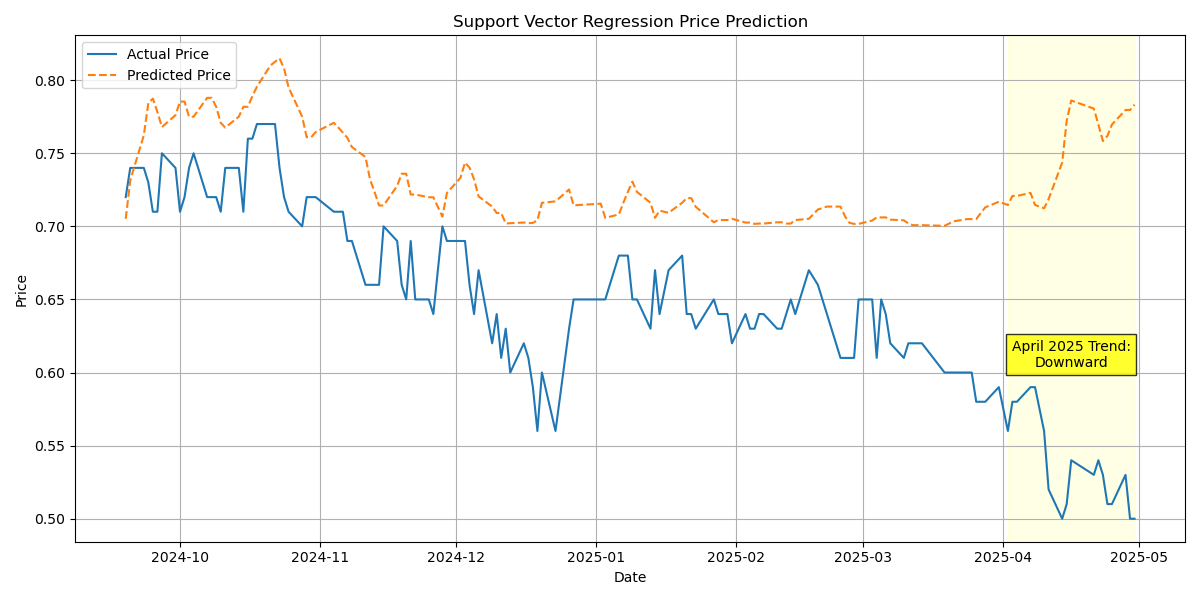 Support Vector Regression Price Prediction
Actual Price
Predicted Price
Price
0.80
0.75
0.70
0.65
0.60
0.55
0.50
April 2025 Trend:
Downward
2024-10
2024-11
2024-12
2025-01
2025-02
2025-03
2025-04
2025-05
Date